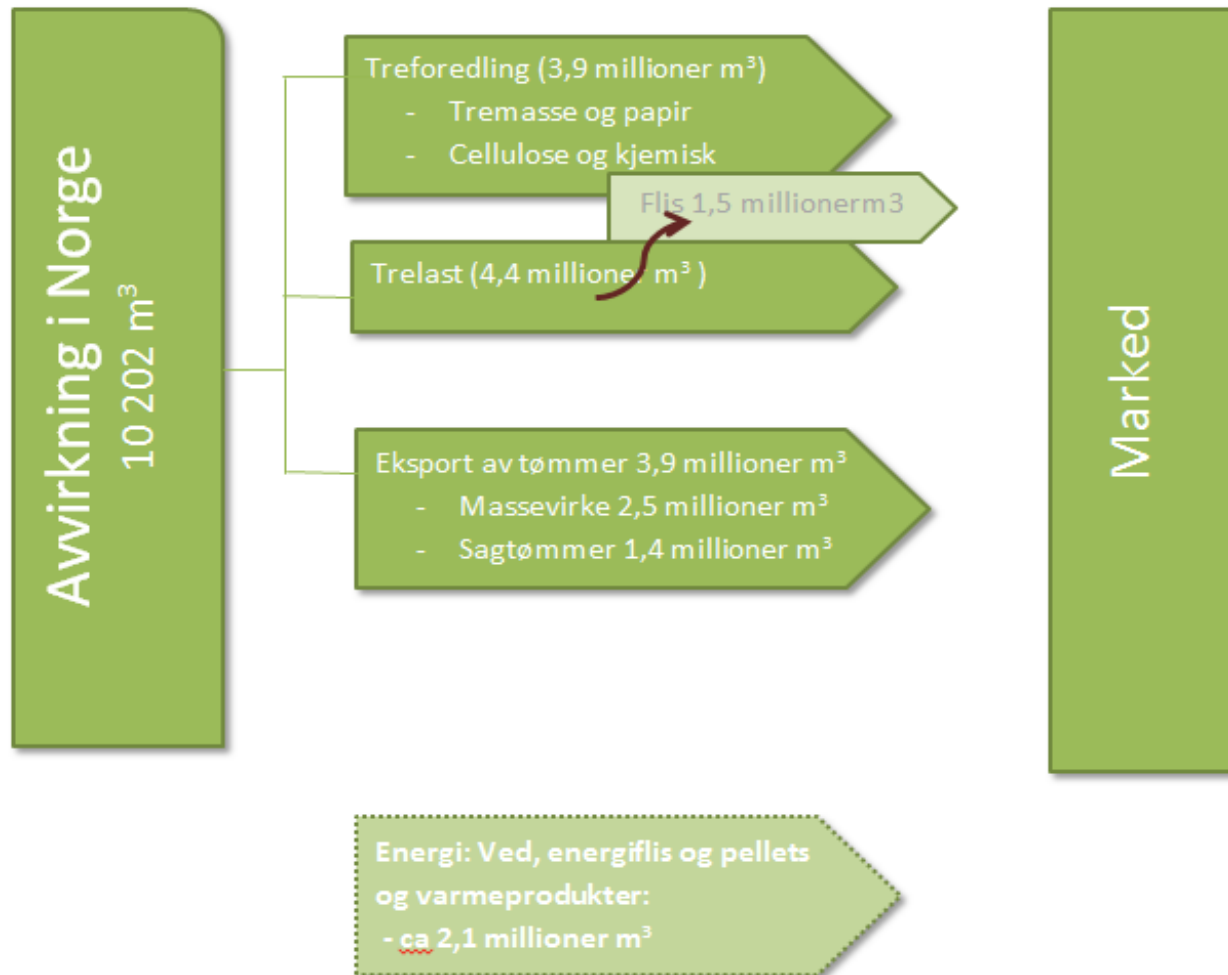 Avvirkning i Norge
10 202 m³
Treforedling (3,9 millioner m³)
- Tremasse og papir
- Cellulose og kjemisk
Flis 1,5 millionerm3
Trelast (4,4 millioner m³ )
Eksport av tømmer 3,9 millioner m³
- Massevirke 2,5 millioner m³
- Sagtømmer 1,4 millioner m³
Marked
Energi: Ved, energiflis og pellets
og varmeprodukter:
- ca 2,1 millioner m³